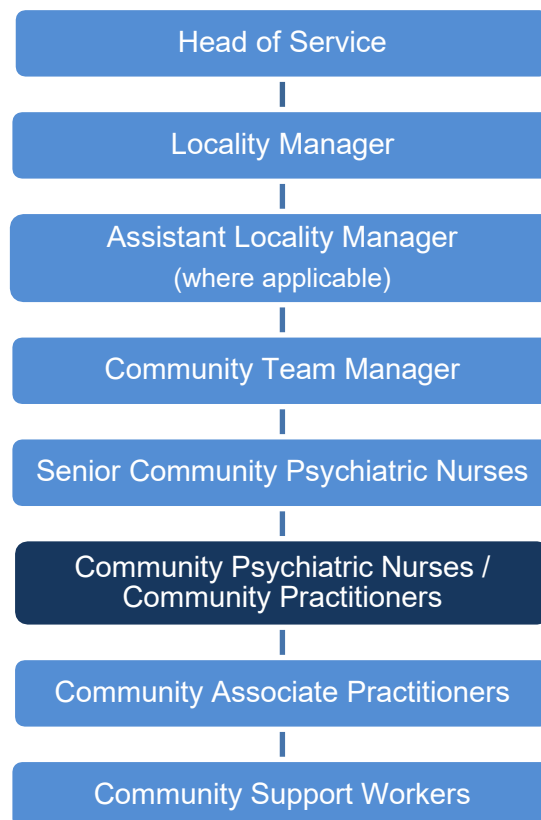 Head of Service
Locality Manager
Assistant Locality Manager
(where applicable)
Community Team Manager
Senior Community Psychiatric Nurses
Community Psychiatric Nurses /
Community Practitioners
Community Associate Practitioners
Community Support Workers